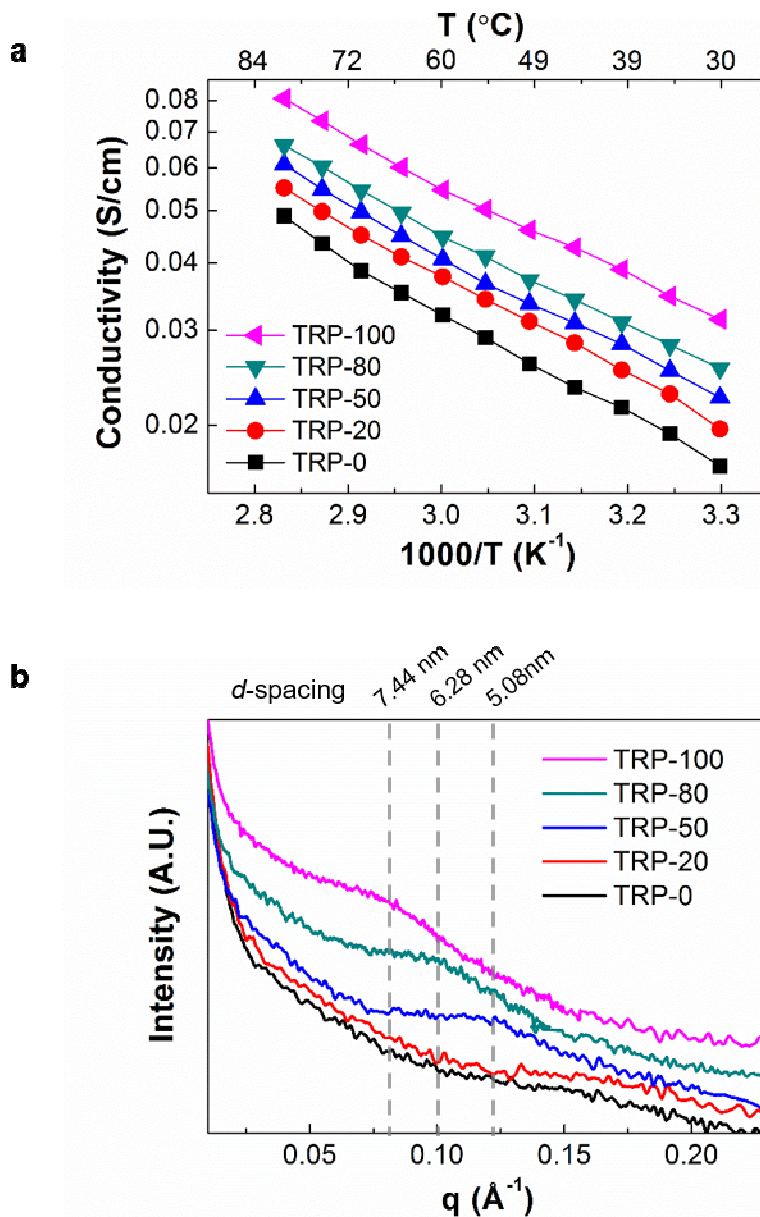 a
T (°C)
84 72 60 49 39 30
0.08
0.07
0.06
0.05
0.04
0.03
0.02
Conductivity (S/cm)
TRP-100
TRP-80
TRP-50
TRP-20
TRP-0
2.8 2.9 3.0 3.1 3.2 3.3
1000/T (K⁻¹)
b
d-spacing 7.44 nm 6.28 nm 5.08nm
Intensity (A.U.)
TRP-100
TRP-80
TRP-50
TRP-20
TRP-0
0.05 0.10 0.15 0.20
q (Å⁻¹)